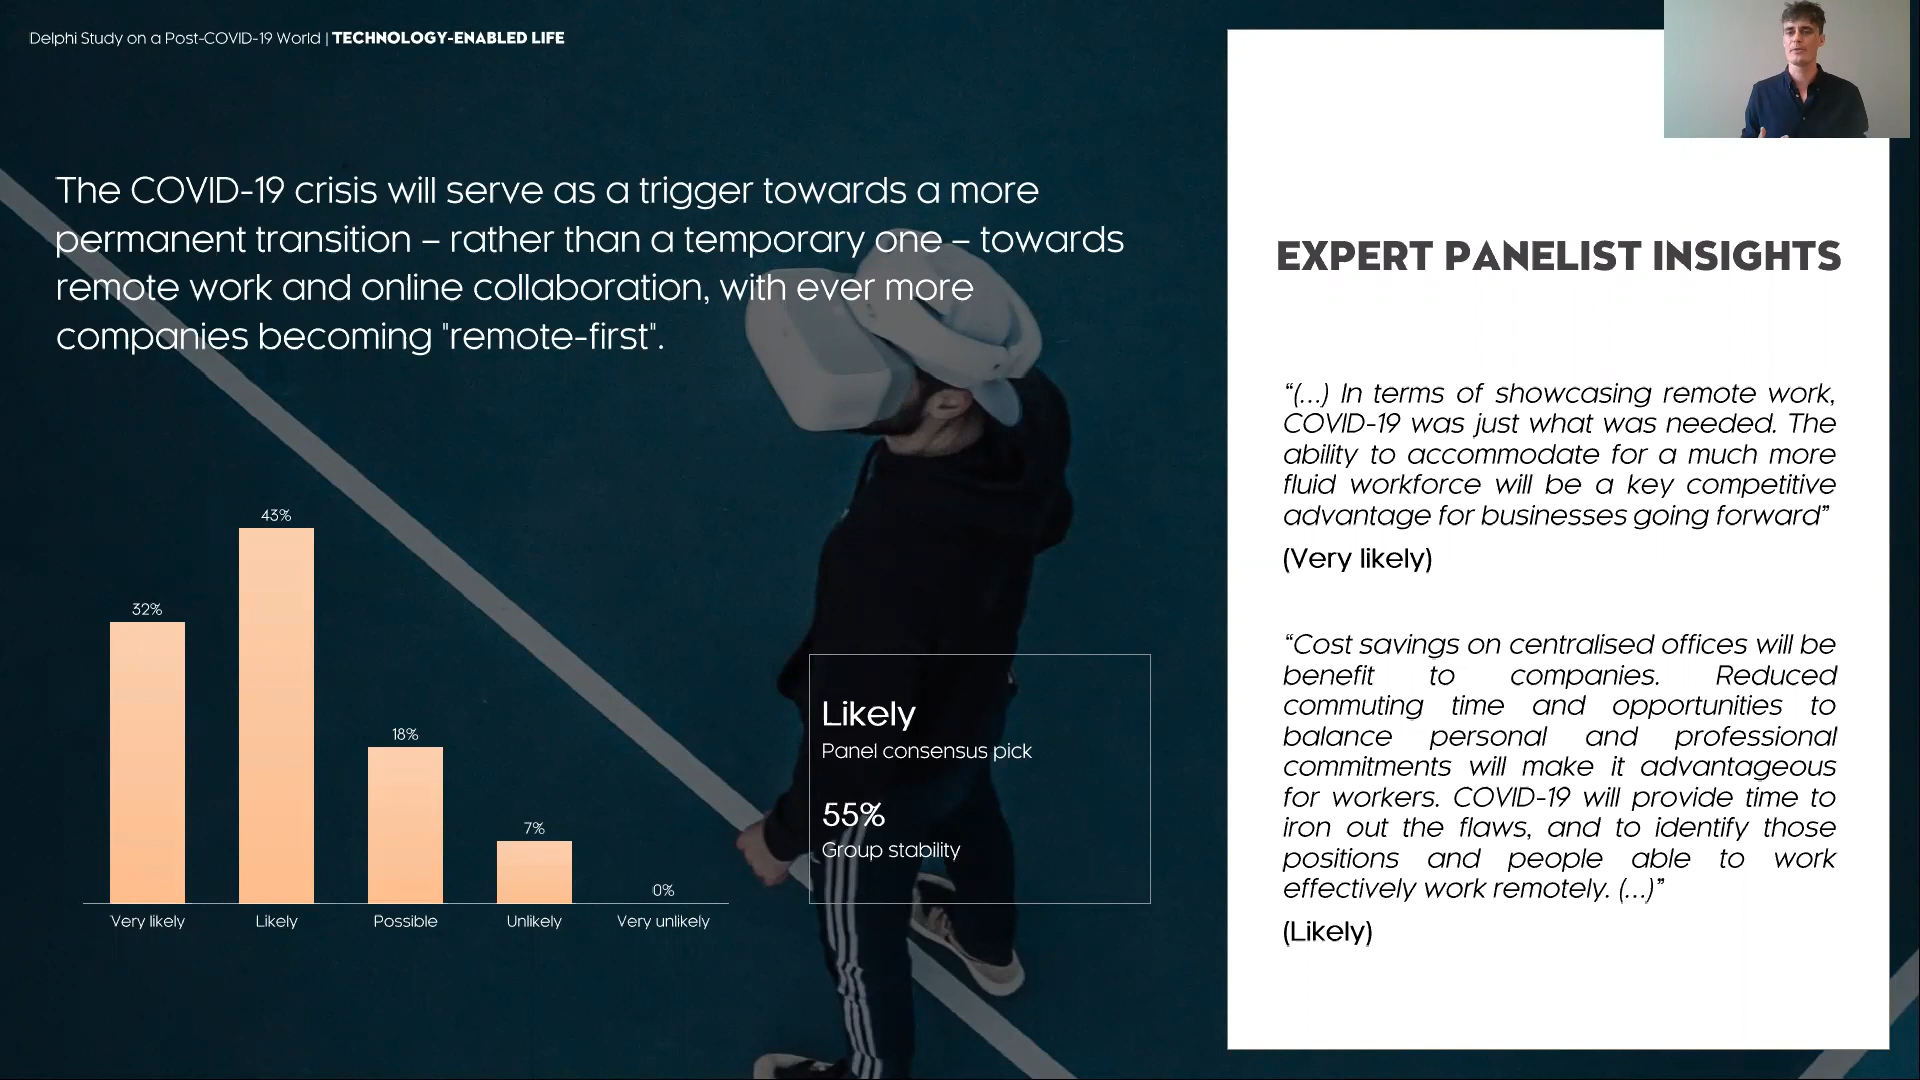 Delphi Study on a Post-COVID-19 World | TECHNOLOGY-ENABLED LIFE
The COVID-19 crisis will serve as a trigger towards a more
permanent transition – rather than a temporary one – towards
remote work and online collaboration, with ever more
companies becoming "remote-first".
43%
32%
18%
7%
0%
Very likely
Likely
Possible
Unlikely
Very unlikely
Likely
Panel consensus pick
55%
Group stability
EXPERT PANELIST INSIGHTS
“(...) In terms of showcasing remote work,
COVID-19 was just what was needed. The
ability to accommodate for a much more
fluid workforce will be a key competitive
advantage for businesses going forward”
(Very likely)
“Cost savings on centralised offices will be
benefit to companies. Reduced
commuting time and opportunities to
balance personal and professional
commitments will make it advantageous
for workers. COVID-19 will provide time to
iron out the flaws, and to identify those
positions and people able to work
effectively work remotely. (...)”
(Likely)